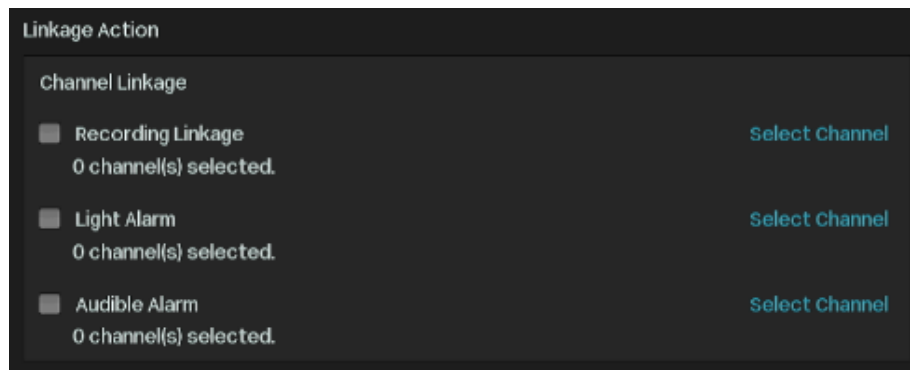 Linkage Action
Channel Linkage
Recording Linkage Select Channel
0 channel(s) selected.
Light Alarm Select Channel
0 channel(s) selected.
Audible Alarm Select Channel
0 channel(s) selected.